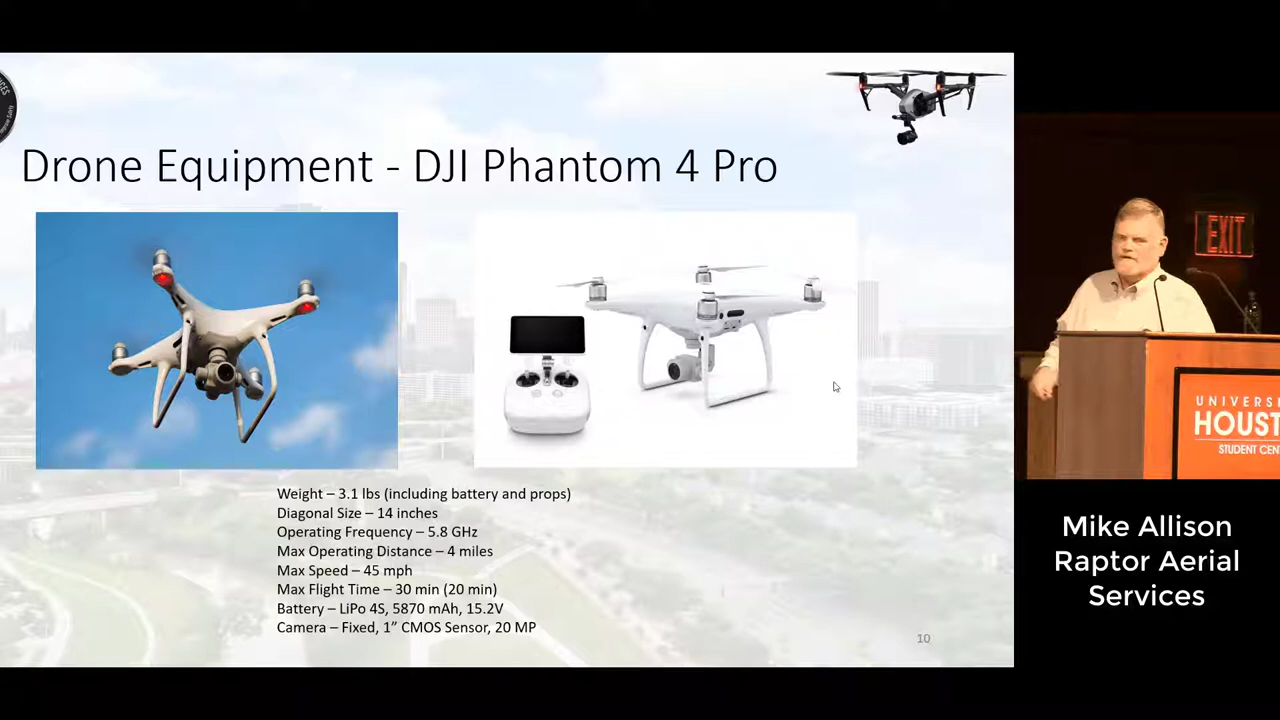 Drone Equipment - DJI Phantom 4 Pro
Weight – 3.1 lbs (including battery and props)
Diagonal Size – 14 inches
Operating Frequency – 5.8 GHz
Max Operating Distance – 4 miles
Max Speed – 45 mph
Max Flight Time – 30 min (20 min)
Battery – LiPo 4S, 5870 mAh, 15.2V
Camera – Fixed, 1” CMOS Sensor, 20 MP
10
EXIT
UNIVERS
HOUST
STUDENT CEN
Mike Allison
Raptor Aerial
Services